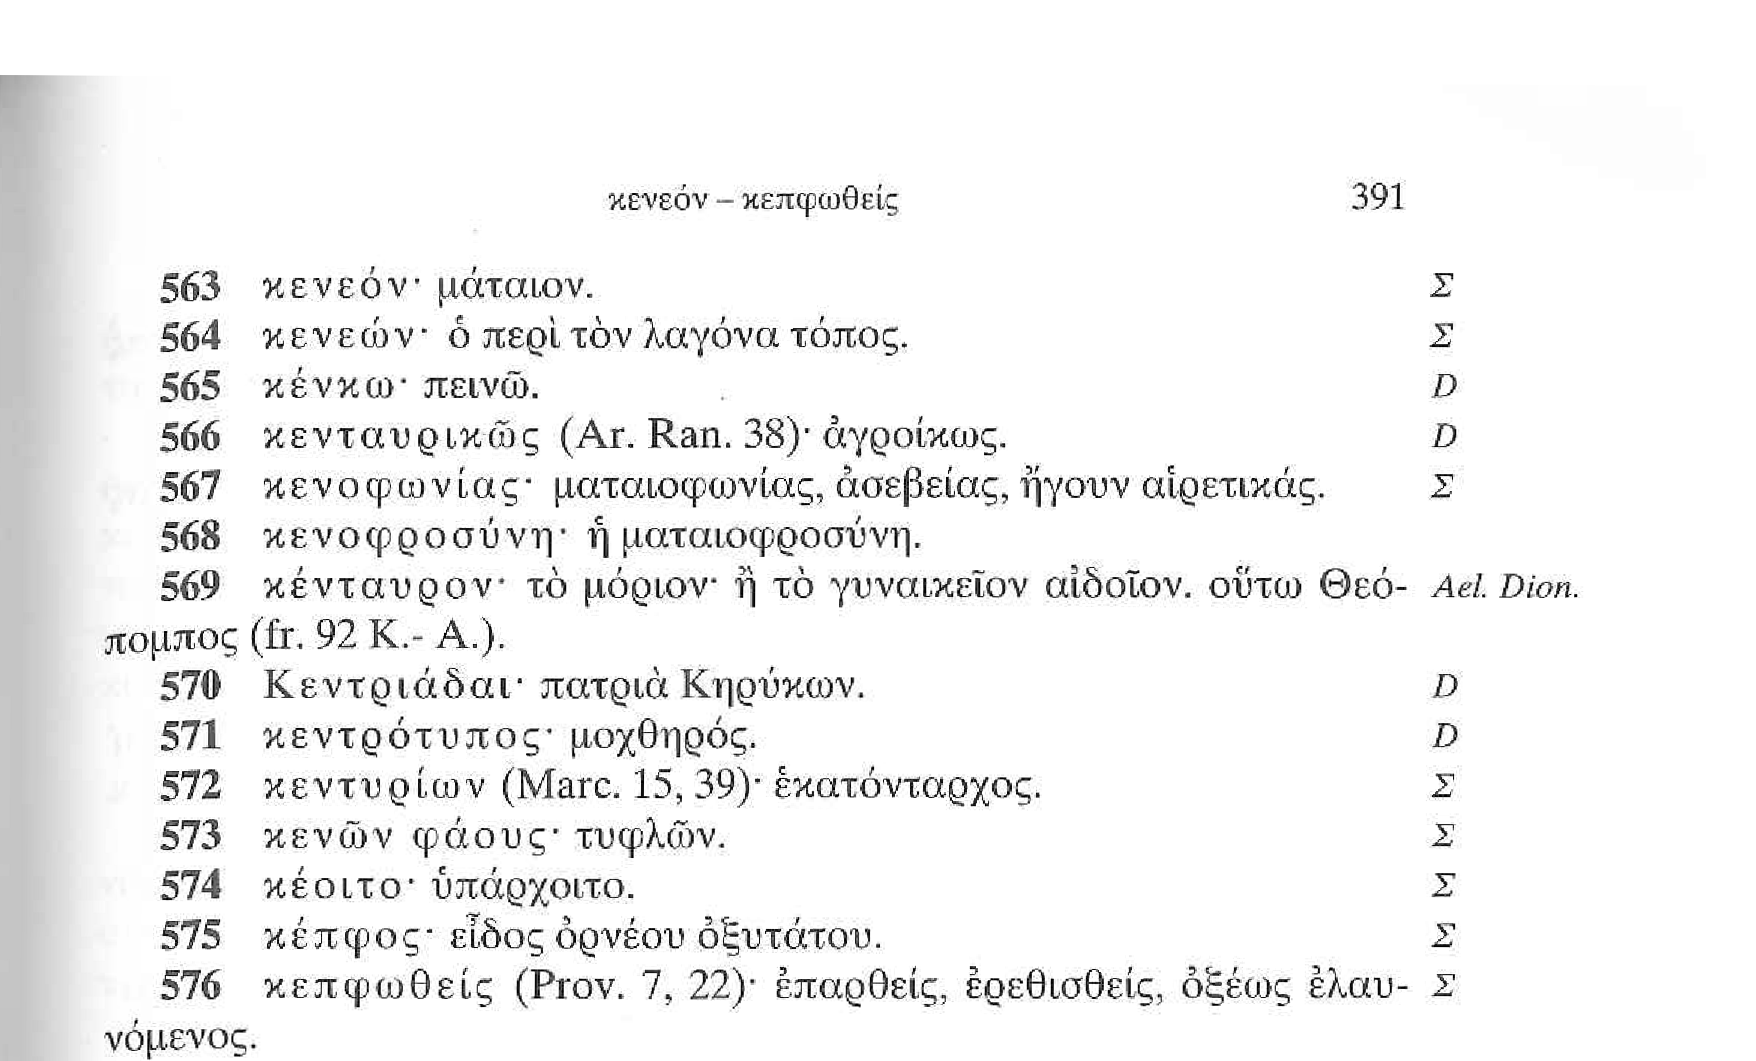 κενεόν – κεπφωθείς 391
563 κενεόν· μάταιον. Σ
564 κενεών· ὁ περὶ τὸν λαγόνα τόπος. Σ
565 κένκω· πεινῶ. D
566 κενταυρικῶς (Ar. Ran. 38)· ἀγροίκως. D
567 κενοφωνίας· ματαιοφωνίας, ἀσεβείας, ἤγουν αἱρετικάς. Σ
568 κενοφροσύνη· ἡ ματαιοφροσύνη.
569 κένταυρον· τὸ μόριον· ἢ τὸ γυναικεῖον αἰδοῖον. οὕτω Θεό- Ael. Dion.
πομπος (fr. 92 K.- A.).
570 Κεντριάδαι· πατριὰ Κηρύκων. D
571 κεντρότυπος· μοχθηρός. D
572 κεντυρίων (Marc. 15, 39)· ἑκατόνταρχος. Σ
573 κενῶν φάους· τυφλῶν. Σ
574 κέοιτο· ὑπάρχοιτο. Σ
575 κέπφος· εἶδος ὀρνέου ὀξυτάτου. Σ
576 κεπφωθείς (Prov. 7, 22)· ἐπαρθείς, ἐρεθισθείς, ὀξέως ἐλαυ- Σ
νόμενος.